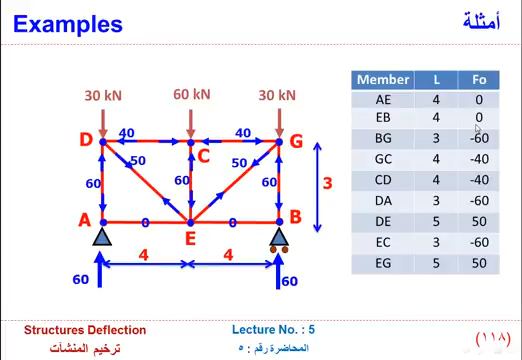 Examples
أمثلة
30 kN 60 kN 30 kN
D 40 40 G
C
50 50
60 60 60
3
A 0 0 B
E
4 4
60 60
Member L Fo
AE 4 0
EB 4 0
BG 3 -60
GC 4 -40
CD 4 -40
DA 3 -60
DE 5 50
EC 3 -60
EG 5 50
Structures Deflection
ترخيم المنشآت
Lecture No. : 5
المحاضرة رقم : ٥
(١١٨)